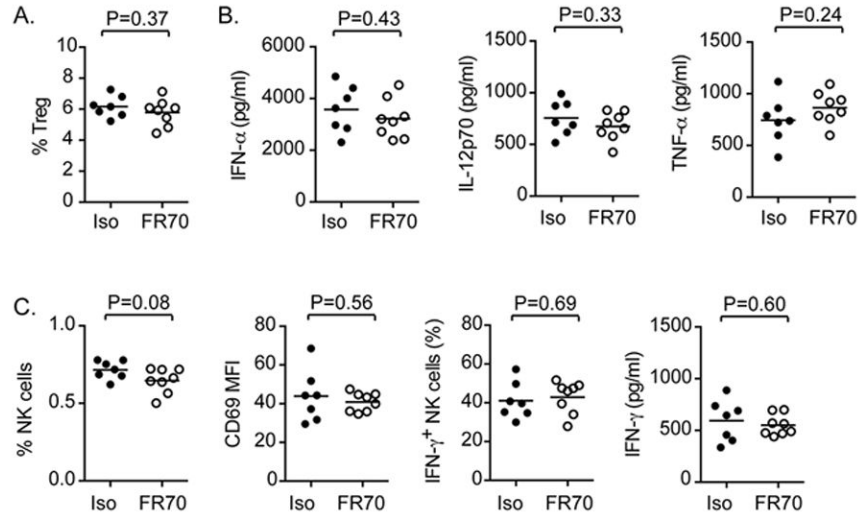 A.
P=0.37
% Treg
10
8
6
4
2
0
Iso FR70
B.
P=0.43
IFN-α (pg/ml)
6000
4000
2000
0
Iso FR70
P=0.33
IL-12p70 (pg/ml)
1500
1000
500
0
Iso FR70
P=0.24
TNF-α (pg/ml)
1500
1000
500
0
Iso FR70
C.
P=0.08
% NK cells
1.0
0.5
0.0
Iso FR70
P=0.56
CD69 MFI
80
60
40
20
0
Iso FR70
P=0.69
IFN-γ+ NK cells (%)
80
60
40
20
0
Iso FR70
P=0.60
IFN-γ (pg/ml)
1500
1000
500
0
Iso FR70